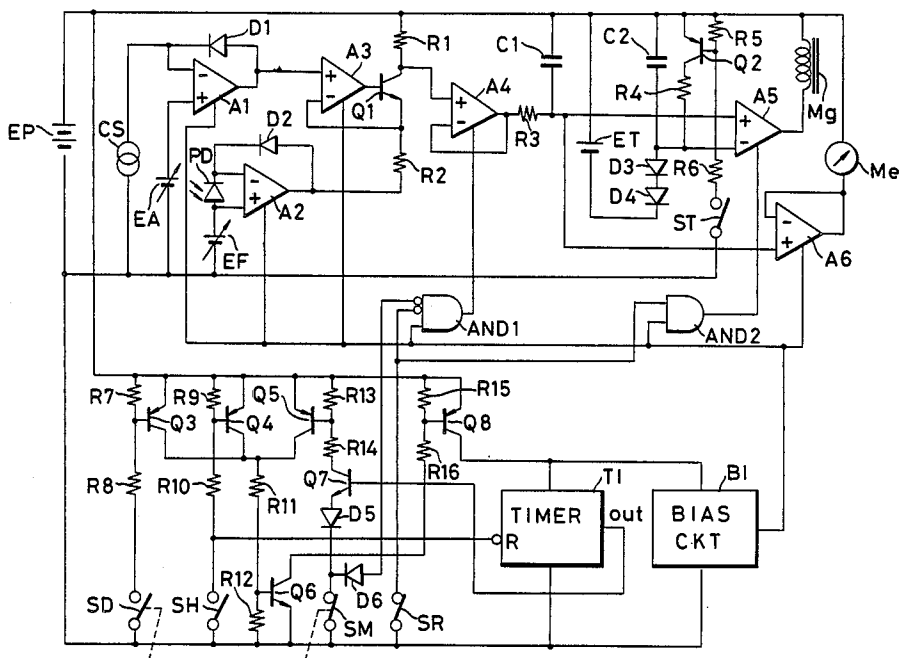 D1
A3
R1
C1
C2
R5
Q2
A1
Q1
A4
R4
A5
Mg
EP
CS
D2
R3
ET
PD
R2
D3
R6
Me
A2
D4
EA
ST
EF
A6
AND1
AND2
R7
R9
Q5
R13
R15
Q3
Q4
Q8
R14
R16
R8
R10
R11
Q7
TI
BI
D5
TIMER
out
BIAS
CKT
R
R12
Q6
D6
SD
SH
SM
SR